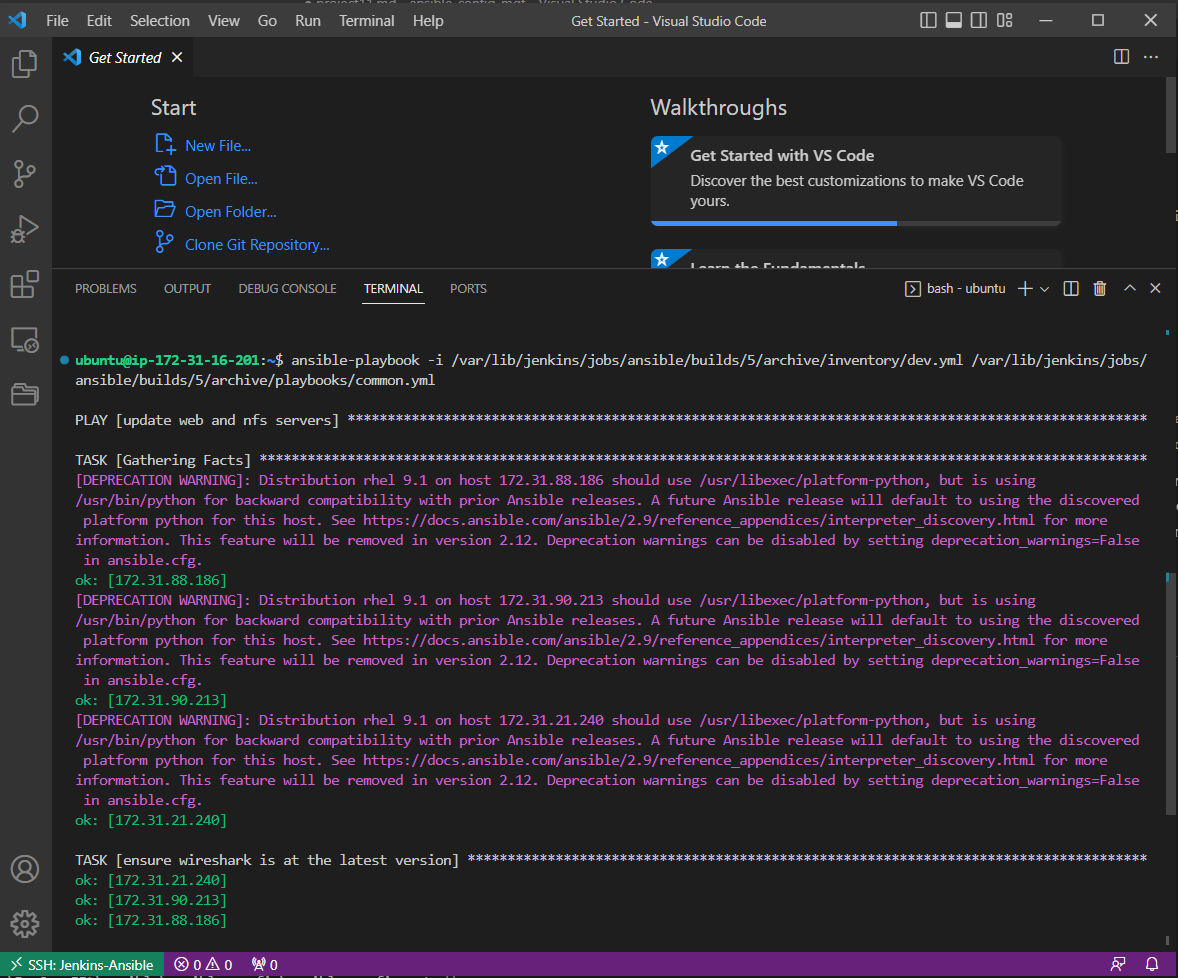 File Edit Selection View Go Run Terminal Help Get Started - Visual Studio Code
Get Started
Start
New File...
Open File...
Open Folder...
Clone Git Repository...
Walkthroughs
Get Started with VS Code
Discover the best customizations to make VS Code
yours.
Learn the Fundamentals
PROBLEMS OUTPUT DEBUG CONSOLE TERMINAL PORTS bash - ubuntu
ubuntu@ip-172-31-16-201:~$ ansible-playbook -i /var/lib/jenkins/jobs/ansible/builds/5/archive/inventory/dev.yml /var/lib/jenkins/jobs/
ansible/builds/5/archive/playbooks/common.yml
PLAY [update web and nfs servers] ****************************************************************************************************
TASK [Gathering Facts] ***************************************************************************************************************
[DEPRECATION WARNING]: Distribution rhel 9.1 on host 172.31.88.186 should use /usr/libexec/platform-python, but is using
/usr/bin/python for backward compatibility with prior Ansible releases. A future Ansible release will default to using the discovered
platform python for this host. See https://docs.ansible.com/ansible/2.9/reference_appendices/interpreter_discovery.html for more
information. This feature will be removed in version 2.12. Deprecation warnings can be disabled by setting deprecation_warnings=False
in ansible.cfg.
ok: [172.31.88.186]
[DEPRECATION WARNING]: Distribution rhel 9.1 on host 172.31.90.213 should use /usr/libexec/platform-python, but is using
/usr/bin/python for backward compatibility with prior Ansible releases. A future Ansible release will default to using the discovered
platform python for this host. See https://docs.ansible.com/ansible/2.9/reference_appendices/interpreter_discovery.html for more
information. This feature will be removed in version 2.12. Deprecation warnings can be disabled by setting deprecation_warnings=False
in ansible.cfg.
ok: [172.31.90.213]
[DEPRECATION WARNING]: Distribution rhel 9.1 on host 172.31.21.240 should use /usr/libexec/platform-python, but is using
/usr/bin/python for backward compatibility with prior Ansible releases. A future Ansible release will default to using the discovered
platform python for this host. See https://docs.ansible.com/ansible/2.9/reference_appendices/interpreter_discovery.html for more
information. This feature will be removed in version 2.12. Deprecation warnings can be disabled by setting deprecation_warnings=False
in ansible.cfg.
ok: [172.31.21.240]
TASK [ensure wireshark is at the latest version] *************************************************************************************
ok: [172.31.21.240]
ok: [172.31.90.213]
ok: [172.31.88.186]
SSH: Jenkins-Ansible 0 0 0